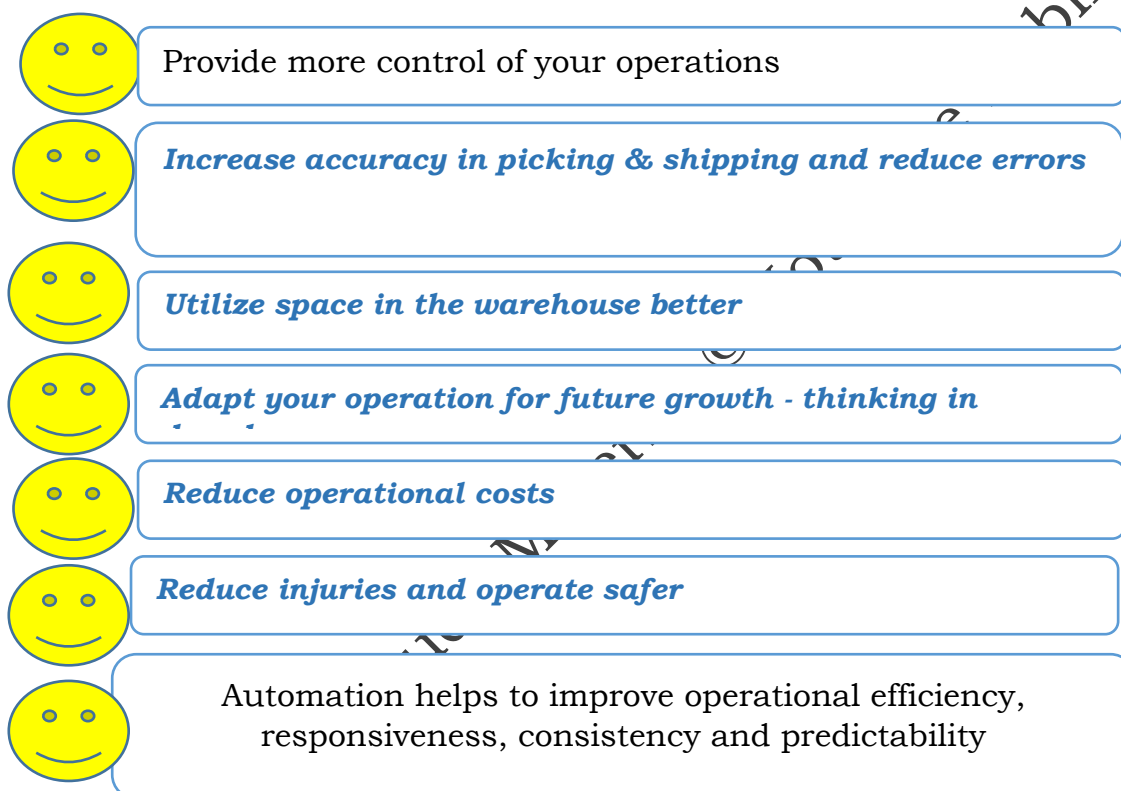 Provide more control of your operations
Increase accuracy in picking & shipping and reduce errors
Utilize space in the warehouse better
Adapt your operation for future growth - thinking in
Reduce operational costs
Reduce injuries and operate safer
Automation helps to improve operational efficiency,
responsiveness, consistency and predictability